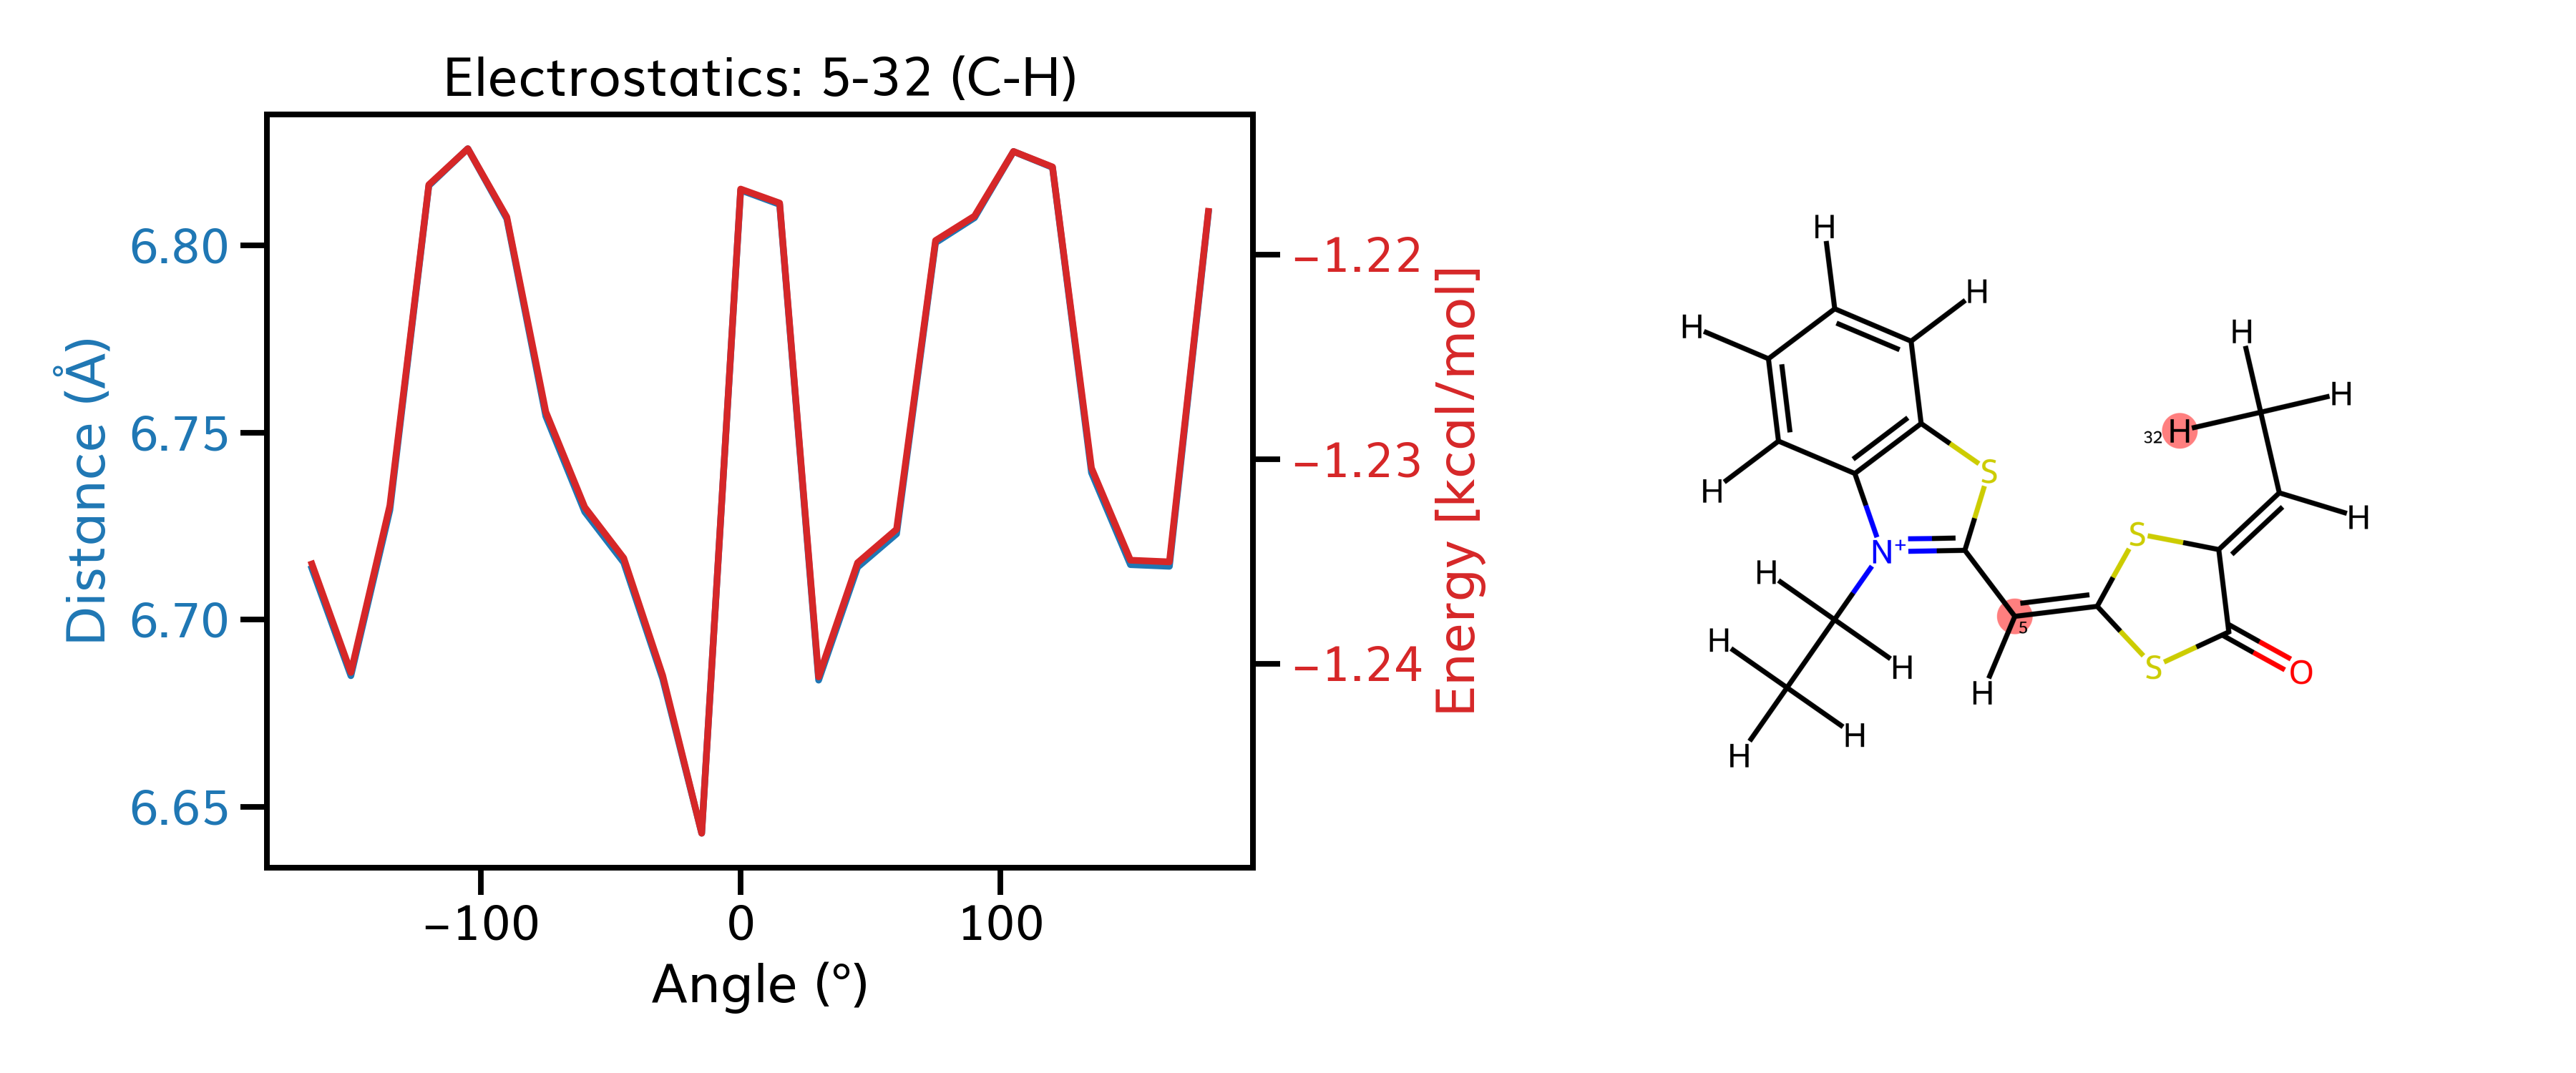 Electrostatics: 5-32 (C-H)
Distance (Å)
6.80
6.75
6.70
6.65
−100
0
100
Angle (°)
−1.22
−1.23
−1.24
Energy [kcal/mol]
H
H
H
H
H
H
32 H
S
H
S
N+
H
H
5
H
S
O
H
H
H
H